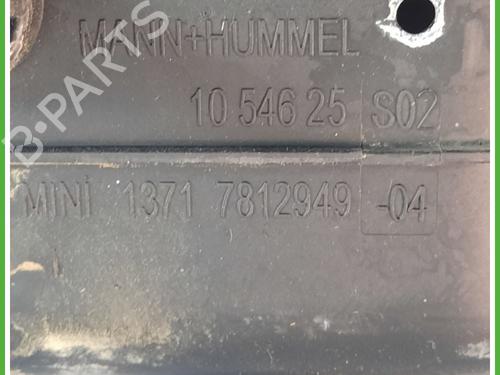 MANN+HUMMEL
10 546 25 S02
MINI 1371 7812949 -04
B-PARTS